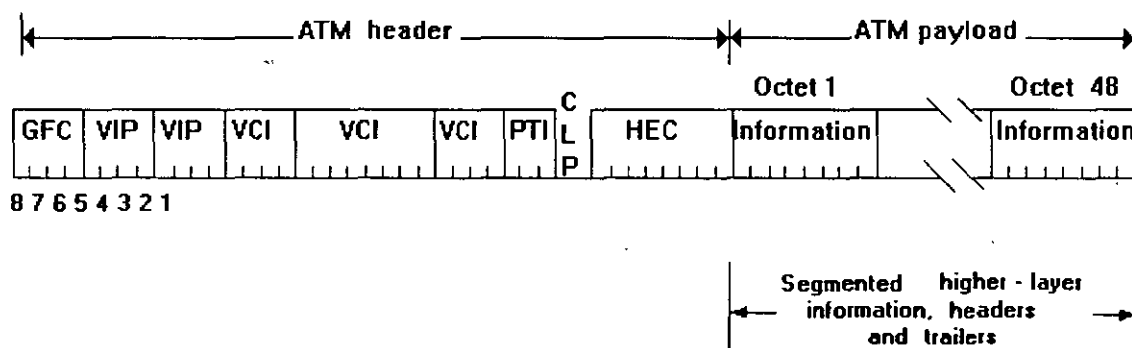 ATM header ATM payload
Octet 1 Octet 48
GFC VIP VIP VCI VCI VCI PTI CLP HEC Information Information
8 7 6 5 4 3 2 1
Segmented higher - layer
information, headers
and trailers